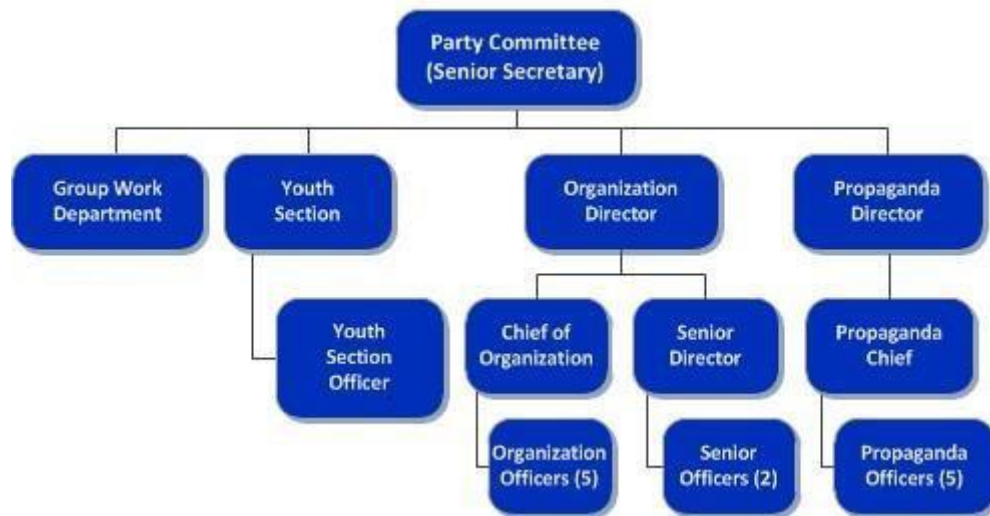 Party Committee
(Senior Secretary)
Group Work
Department
Youth
Section
Organization
Director
Propaganda
Director
Youth
Section
Officer
Chief of
Organization
Senior
Director
Propaganda
Chief
Organization
Officers (5)
Senior
Officers (2)
Propaganda
Officers (5)